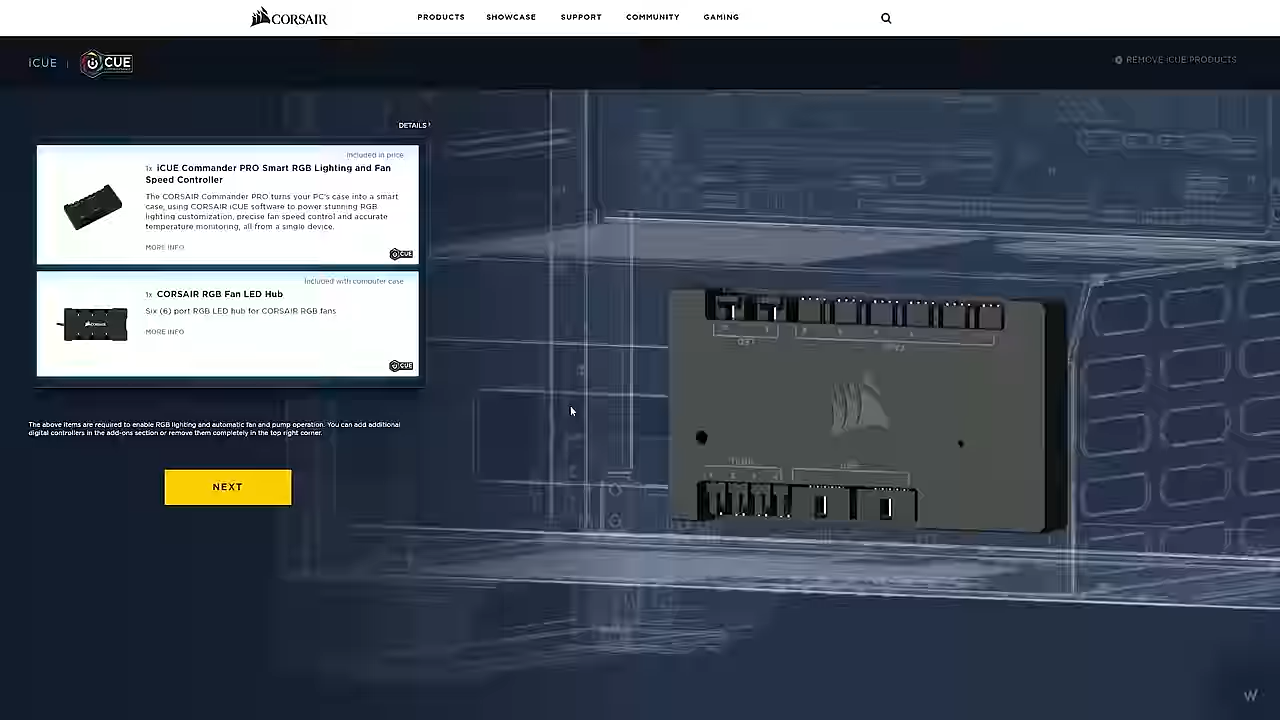 CORSAIR
PRODUCTS SHOWCASE SUPPORT COMMUNITY GAMING
iCUE | CUE
REMOVE iCUE PRODUCTS
DETAILS
Included in price
1x iCUE Commander PRO Smart RGB Lighting and Fan
Speed Controller
The CORSAIR Commander PRO turns your PC's case into a smart
case, using CORSAIR iCUE software to power stunning RGB
lighting customization, precise fan speed control and accurate
temperature monitoring, all from a single device.
MORE INFO
CUE
Included with computer case
1x CORSAIR RGB Fan LED Hub
Six (6) port RGB LED hub for CORSAIR RGB fans
CORSAIR
MORE INFO
CUE
The above items are required to enable RGB lighting and automatic fan and pump operation. You can add additional
digital controllers in the add-ons section or remove them completely in the top right corner.
NEXT
LED
FAN
W